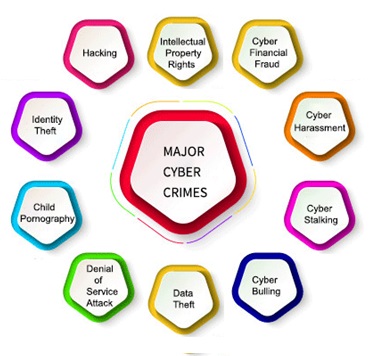 MAJOR
CYBER
CRIMES
Hacking
Intellectual
Property
Rights
Cyber
Financial
Fraud
Cyber
Harassment
Cyber
Stalking
Cyber
Bulling
Data
Theft
Denial
of
Service
Attack
Child
Pornography
Identity
Theft